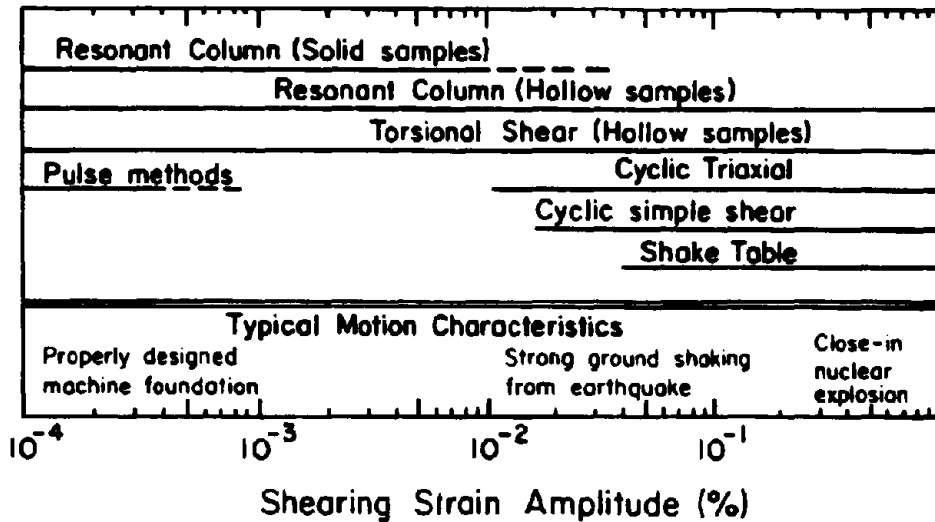 Resonant Column (Solid samples)
Resonant Column (Hollow samples)
Torsional Shear (Hollow samples)
Pulse methods
Cyclic Triaxial
Cyclic simple shear
Shake Table
Typical Motion Characteristics
Properly designed
machine foundation
Strong ground shaking
from earthquake
Close-in
nuclear
explosion
10⁻⁴ 10⁻³ 10⁻² 10⁻¹
Shearing Strain Amplitude (%)